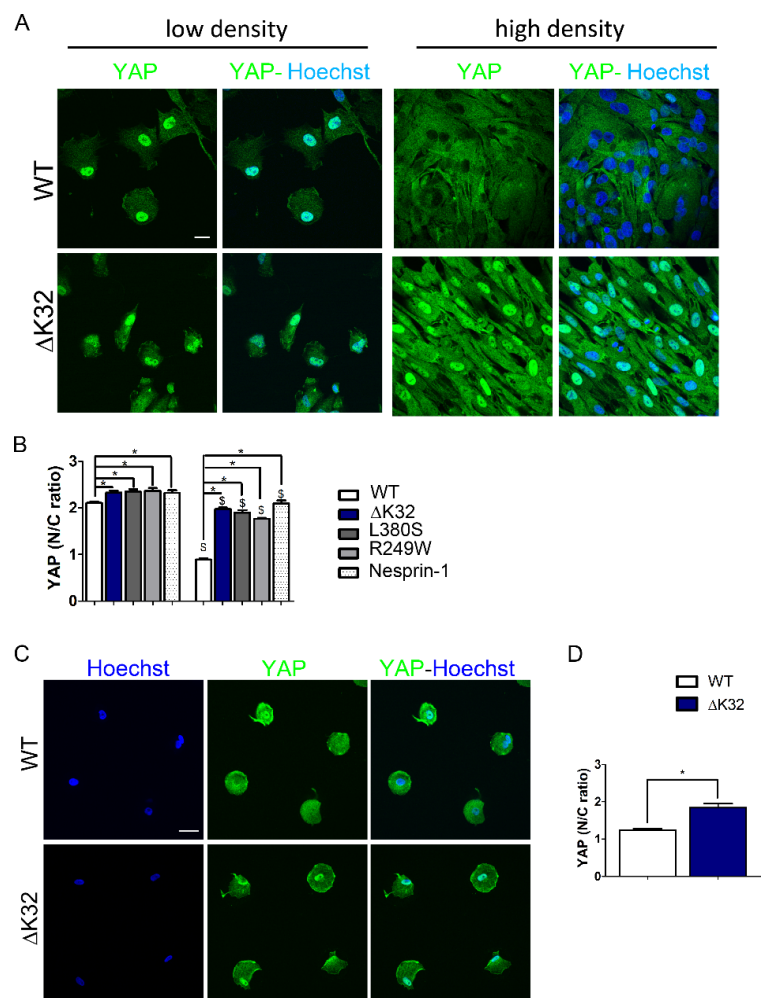 A
low density
high density
YAP
YAP- Hoechst
YAP
YAP- Hoechst
WT
ΔK32
B
YAP (N/C ratio)
3
2
1
0
*
*
*
*
*
*
*
*
$
$
$
$
$
WT
ΔK32
L380S
R249W
Nesprin-1
C
Hoechst
YAP
YAP-Hoechst
WT
ΔK32
D
WT
ΔK32
YAP (N/C ratio)
3
2
1
0
*